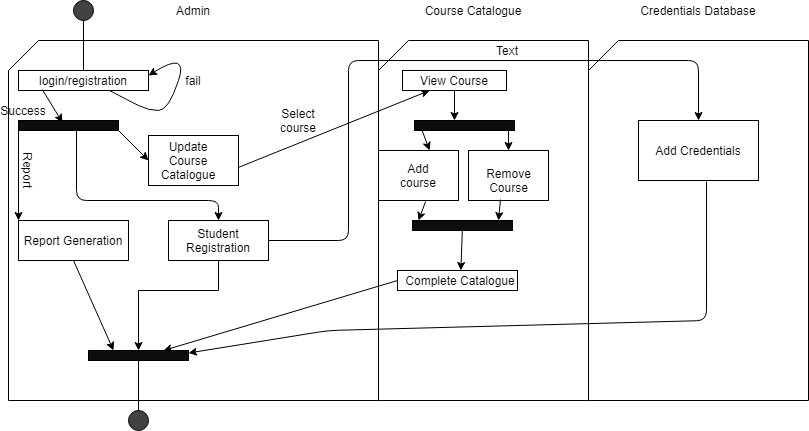 Admin
Course Catalogue
Credentials Database
Text
login/registration
fail
View Course
Success
Select
course
Update
Course
Catalogue
Add Credentials
Report
Add
course
Remove
Course
Report Generation
Student
Registration
Complete Catalogue